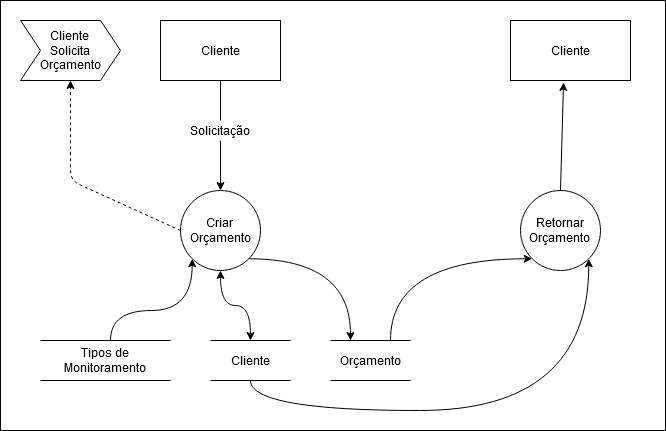 Cliente
Solicita
Orçamento
Cliente
Cliente
Solicitação
Criar
Orçamento
Retornar
Orçamento
Tipos de
Monitoramento
Cliente
Orçamento